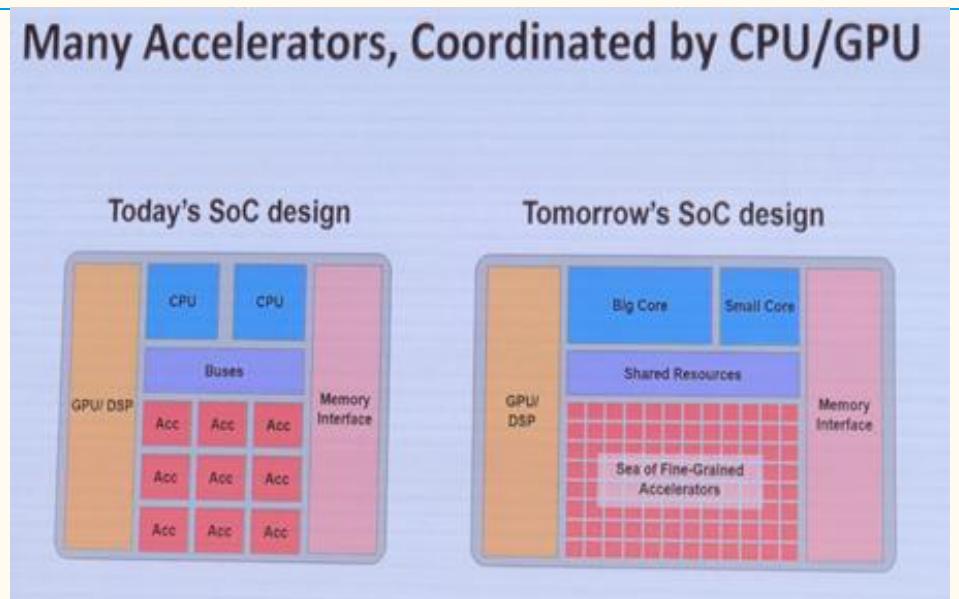 Many Accelerators, Coordinated by CPU/GPU
Today's SoC design
CPU
CPU
Buses
GPU/ DSP
Memory
Interface
Acc
Acc
Acc
Acc
Acc
Acc
Acc
Acc
Acc
Tomorrow's SoC design
Big Core
Small Core
Shared Resources
GPU/
DSP
Memory
Interface
Sea of Fine-Grained
Accelerators